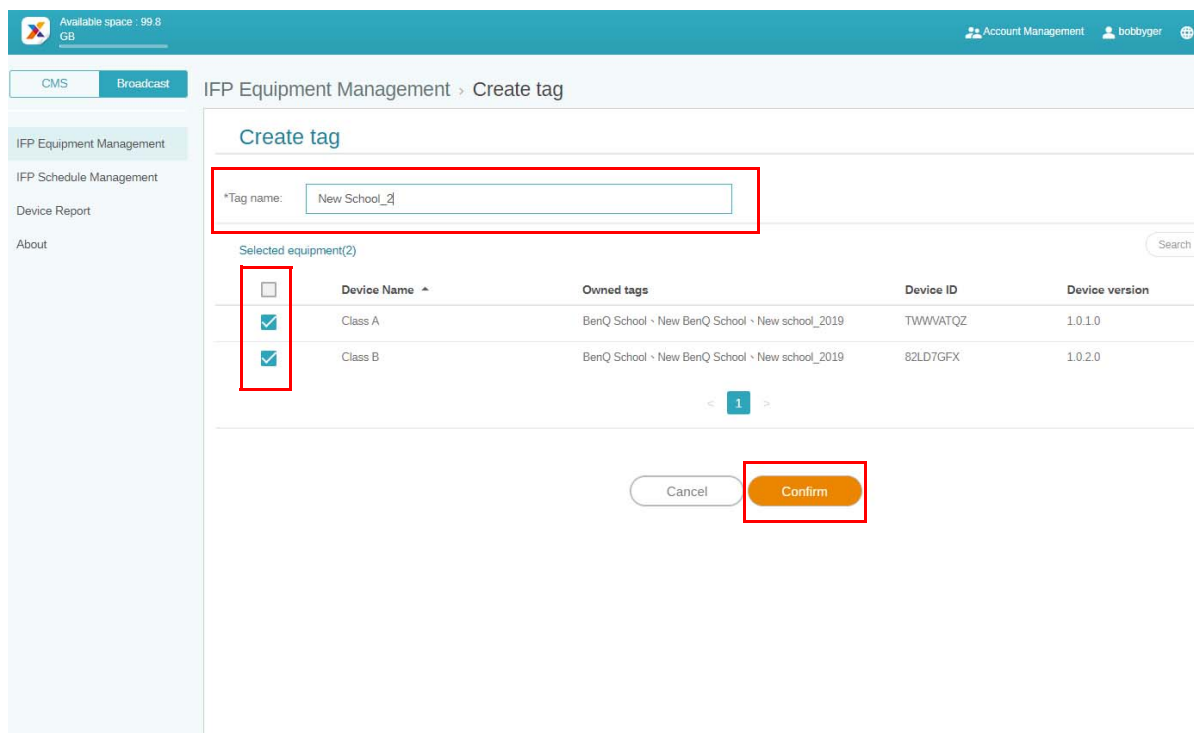 Available space : 99.8
GB
Account Management bobbyger
CMS Broadcast
IFP Equipment Management › Create tag
IFP Equipment Management
IFP Schedule Management
Device Report
About
Create tag
*Tag name: New School_2
Selected equipment(2)
Search
Device Name Owned tags Device ID Device version
Class A BenQ School、New BenQ School、New school_2019 TWWVATQZ 1.0.1.0
Class B BenQ School、New BenQ School、New school_2019 82LD7GFX 1.0.2.0
< 1 >
Cancel Confirm